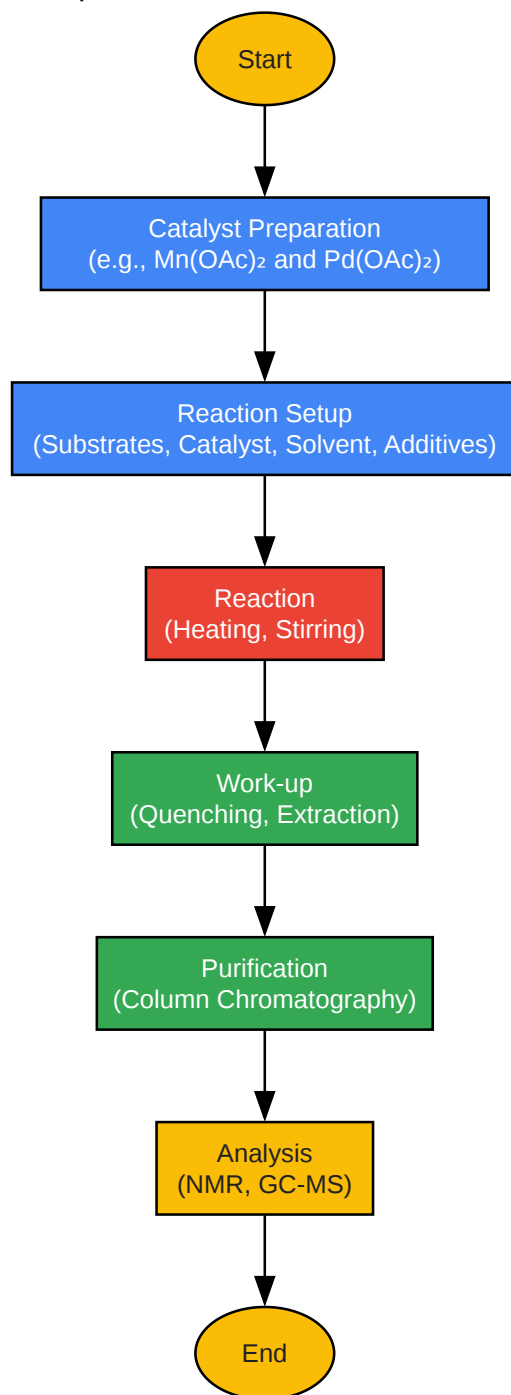 Start
Catalyst Preparation
(e.g., Mn(OAc)₂ and Pd(OAc)₂)
Reaction Setup
(Substrates, Catalyst, Solvent, Additives)
Reaction
(Heating, Stirring)
Work-up
(Quenching, Extraction)
Purification
(Column Chromatography)
Analysis
(NMR, GC-MS)
End